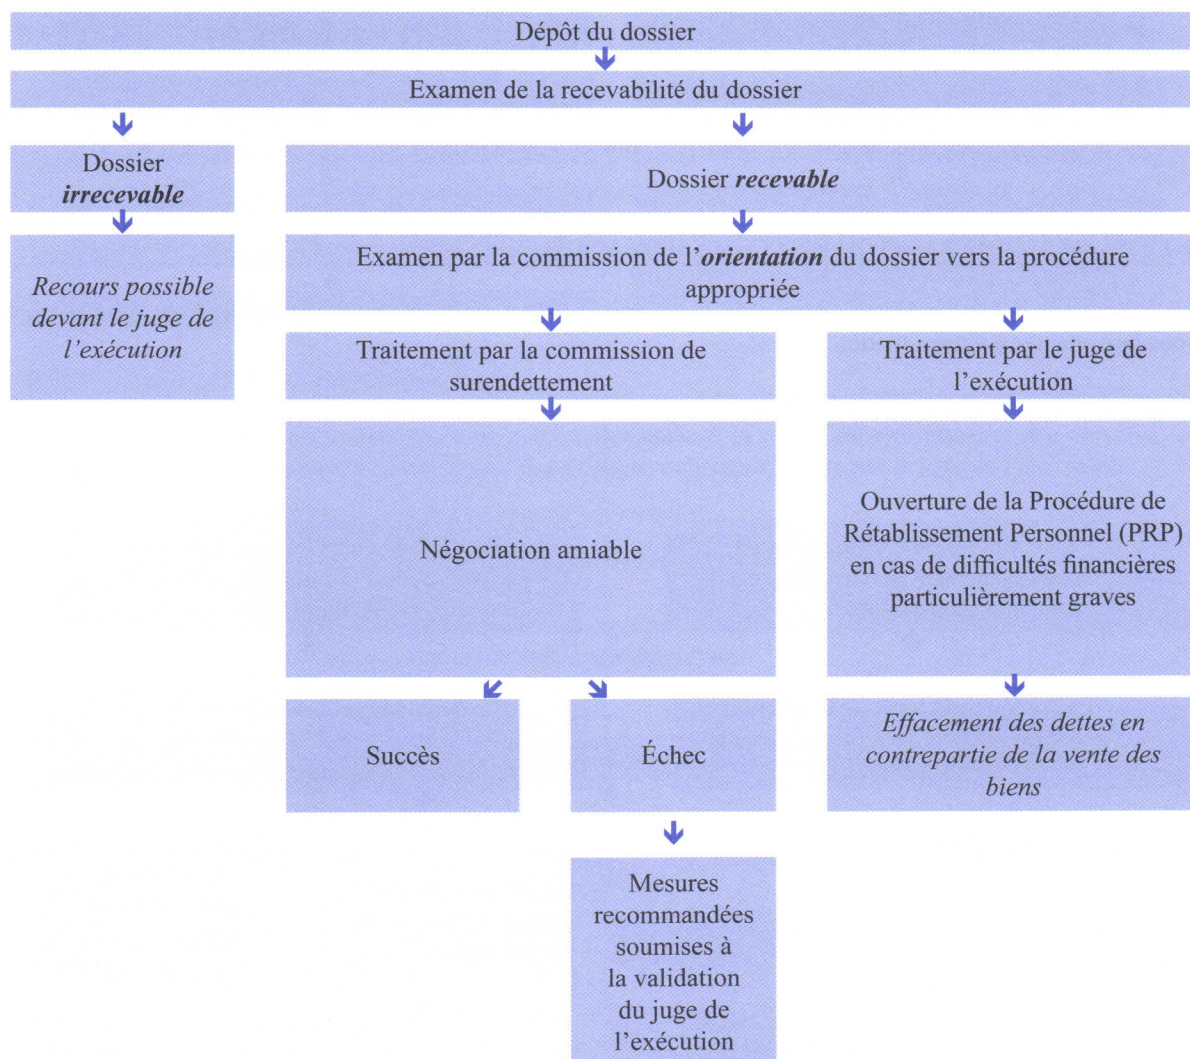 Dépôt du dossier
Examen de la recevabilité du dossier
Dossier
irrecevable
Dossier recevable
Recours possible
devant le juge de
l'exécution
Examen par la commission de l'orientation du dossier vers la procédure
appropriée
Traitement par la commission de
surendettement
Traitement par le juge de
l'exécution
Négociation amiable
Ouverture de la Procédure de
Rétablissement Personnel (PRP)
en cas de difficultés financières
particulièrement graves
Succès
Échec
Effacement des dettes en
contrepartie de la vente des
biens
Mesures
recommandées
soumises à
la validation
du juge de
l'exécution